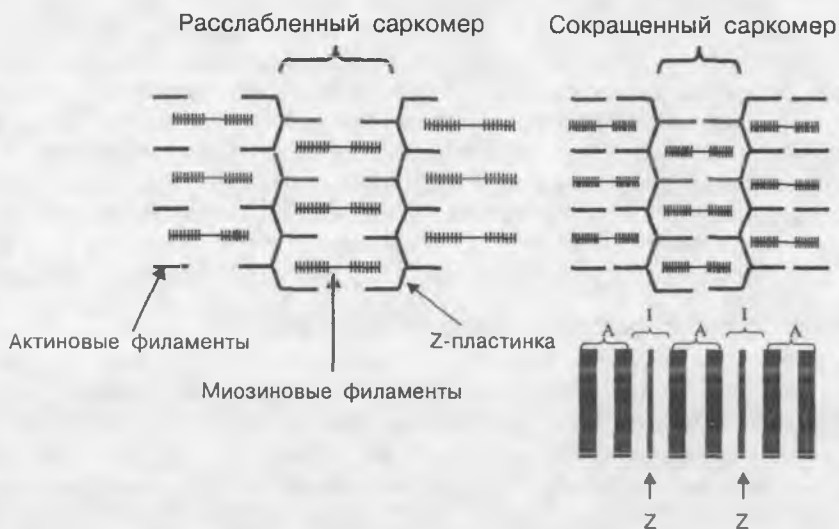 Расслабленный саркомер
Сокращенный саркомер
Актиновые филаменты
Z-пластинка
Миозиновые филаменты
I I
A A A
Z Z